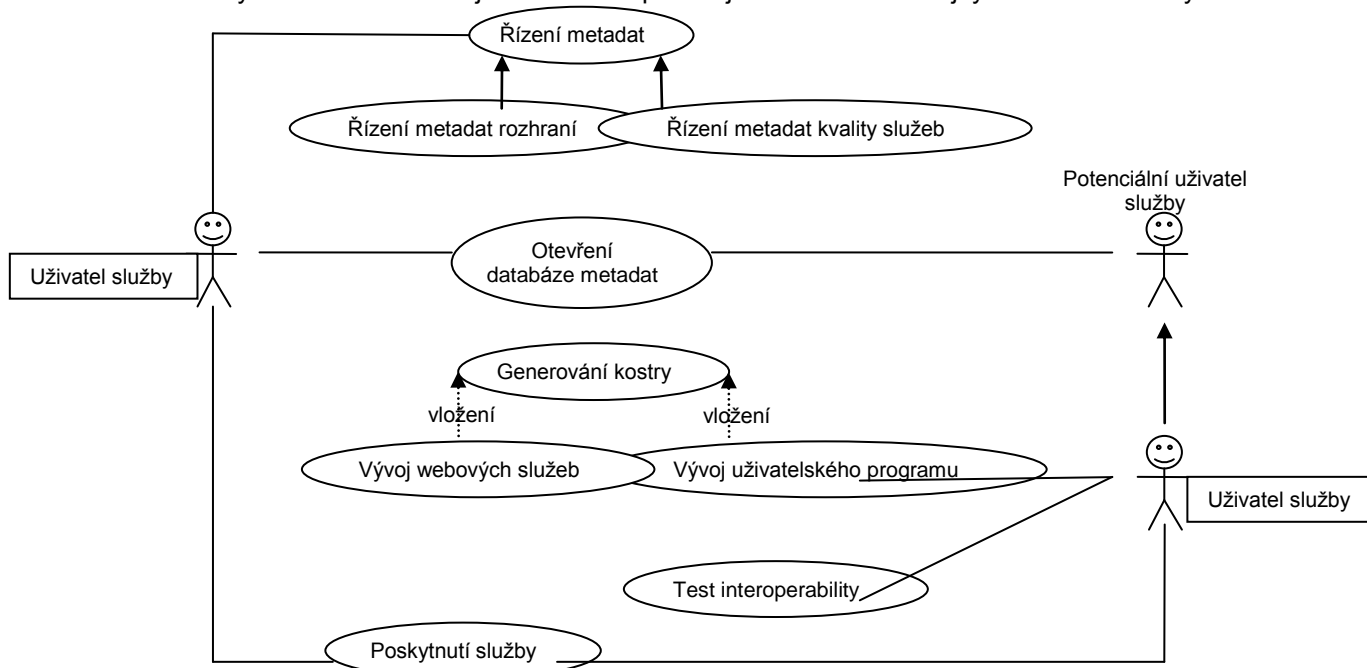 Řízení metadat
Řízení metadat rozhraní
Řízení metadat kvality služeb
Potenciální uživatel
služby
Uživatel služby
Otevření
databáze metadat
Generování kostry
vložení
vložení
Vývoj webových služeb
Vývoj uživatelského programu
Uživatel služby
Test interoperability
Poskytnutí služby